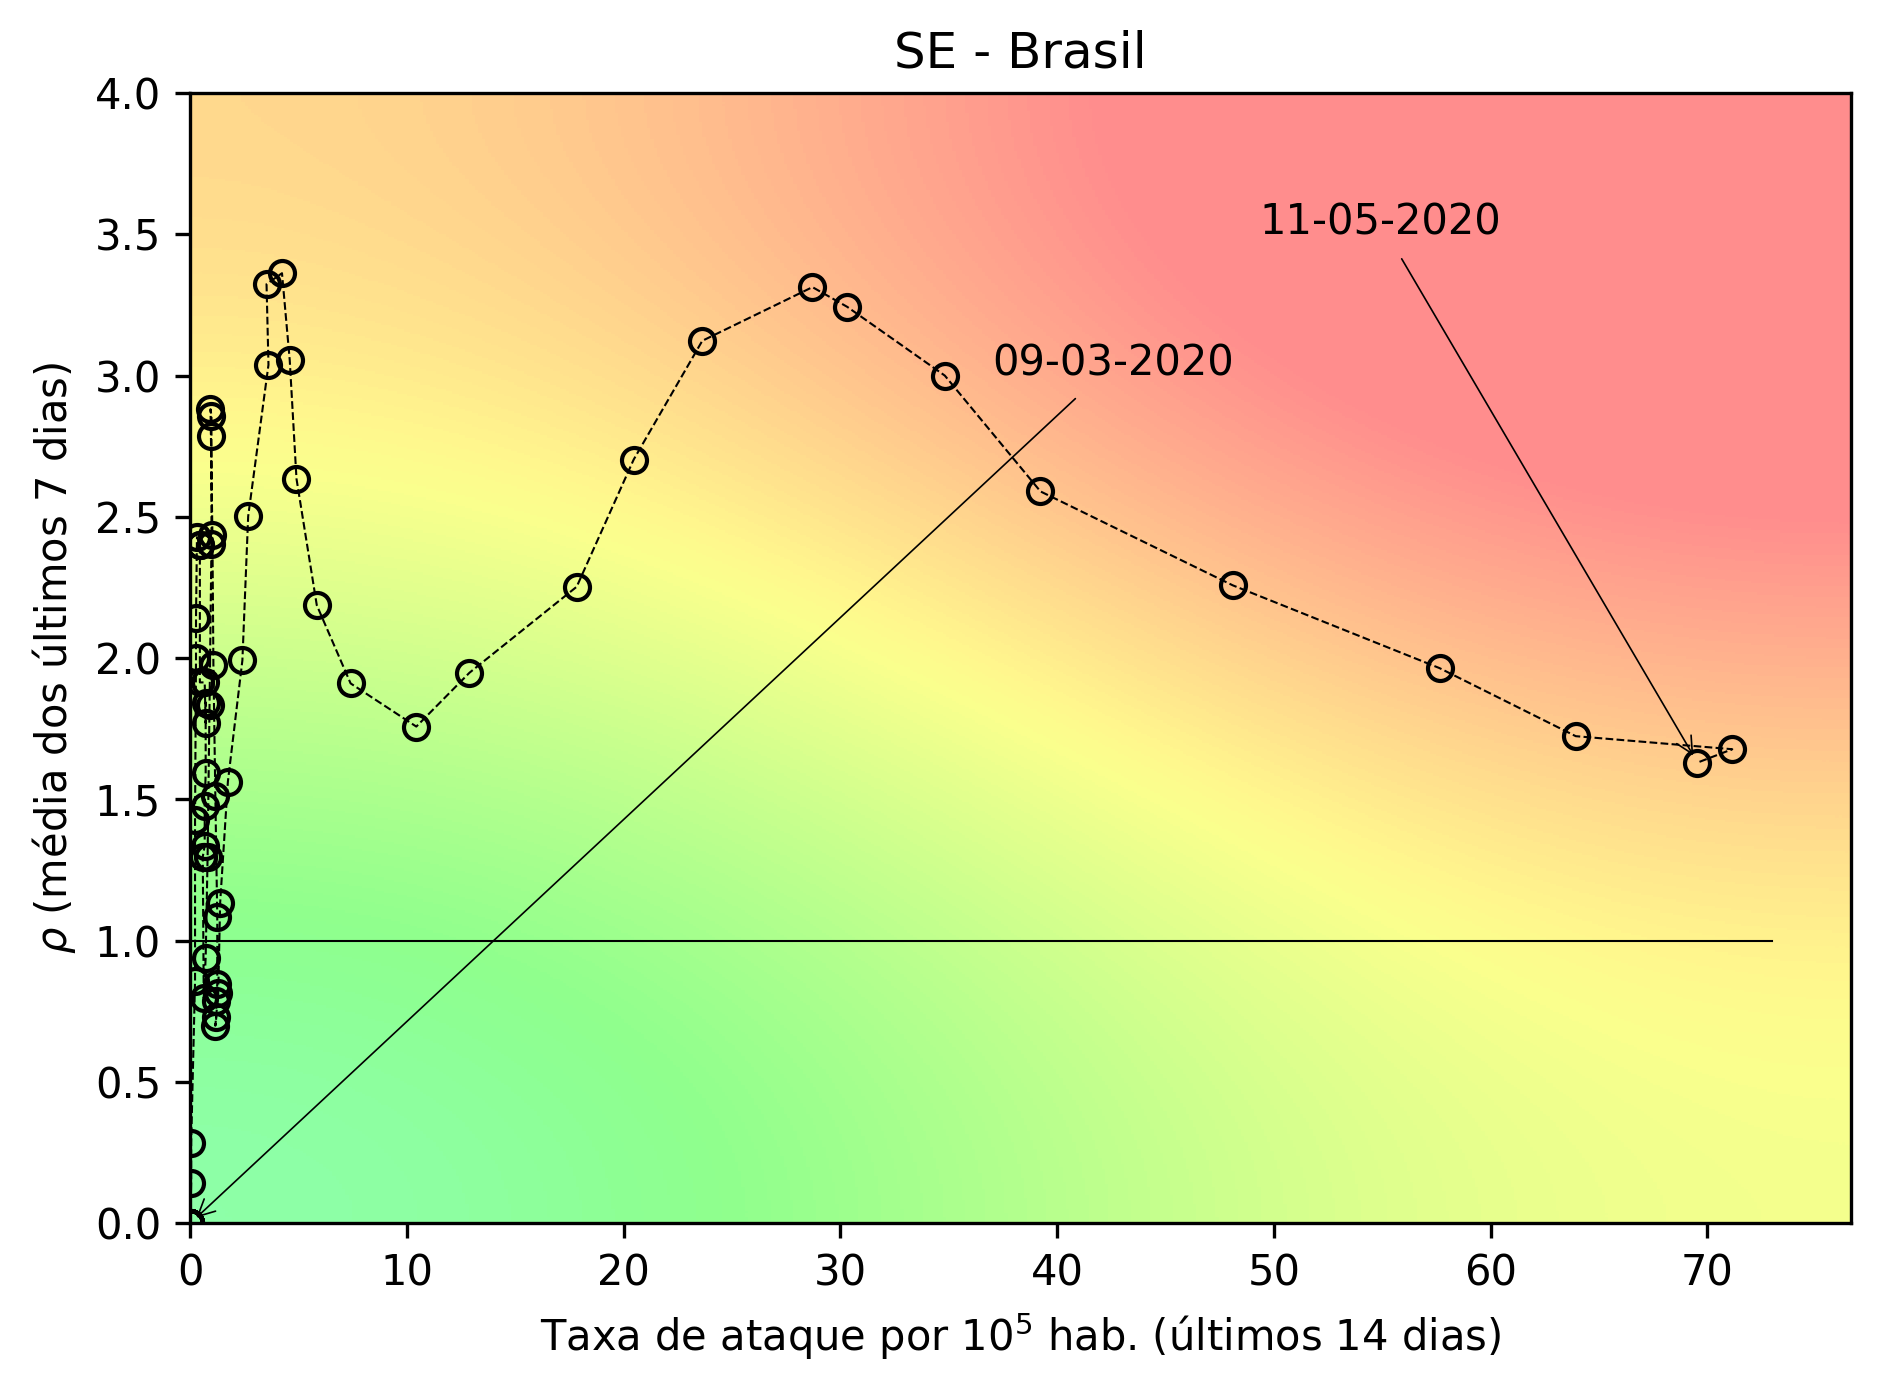 SE - Brasil
4.0
3.5
3.0
2.5
2.0
1.5
1.0
0.5
0.0
ρ (média dos últimos 7 dias)
11-05-2020
09-03-2020
0 10 20 30 40 50 60 70
Taxa de ataque por 10⁵ hab. (últimos 14 dias)